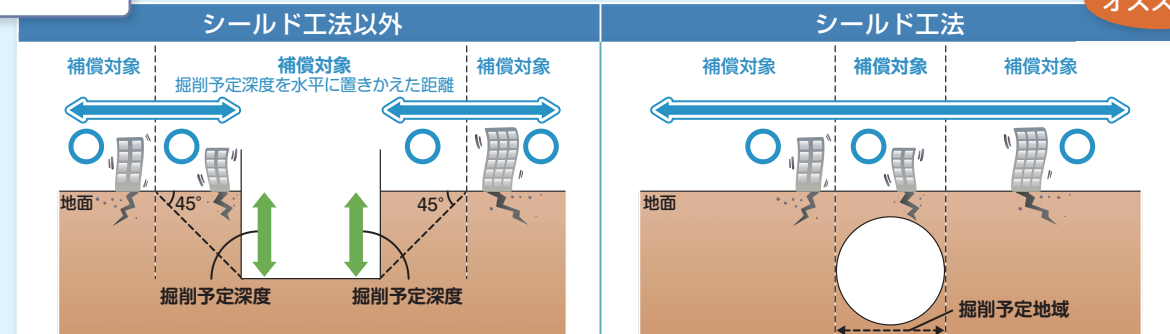 シールド工法以外
補償対象
補償対象
掘削予定深度を水平に置きかえた距離
補償対象
地面
45°
45°
掘削予定深度
掘削予定深度
シールド工法
オスス
補償対象
補償対象
補償対象
地面
掘削予定地域